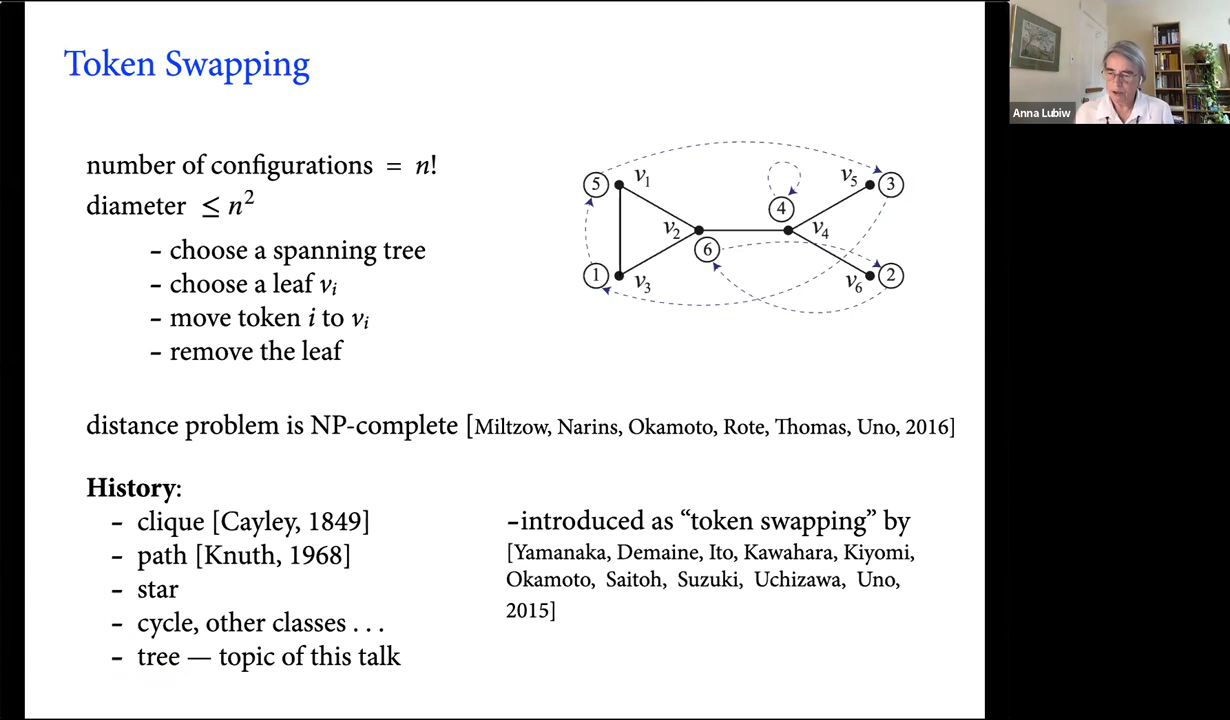 Token Swapping
number of configurations = n!
diameter ≤ n²
– choose a spanning tree
– choose a leaf vᵢ
– move token i to vᵢ
– remove the leaf
5 v₁
v₅ 3
4
v₂
6
v₄
1 v₃
v₆ 2
distance problem is NP-complete [Miltzow, Narins, Okamoto, Rote, Thomas, Uno, 2016]
History:
– clique [Cayley, 1849]
– path [Knuth, 1968]
– star
– cycle, other classes . . .
– tree — topic of this talk
–introduced as “token swapping” by
[Yamanaka, Demaine, Ito, Kawahara, Kiyomi,
Okamoto, Saitoh, Suzuki, Uchizawa, Uno,
2015]
Anna Lubiw